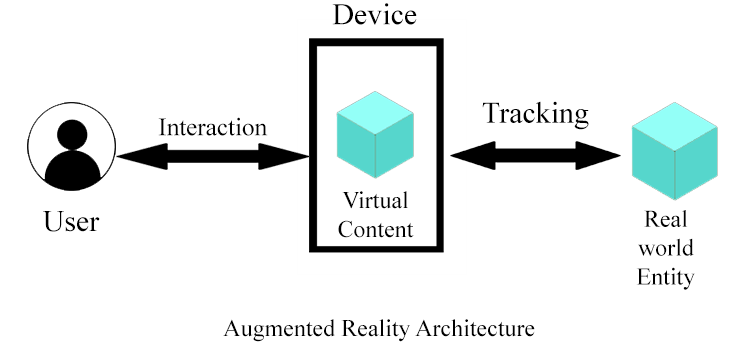 Device
Interaction
Tracking
User
Virtual
Content
Real
world
Entity
Augmented Reality Architecture